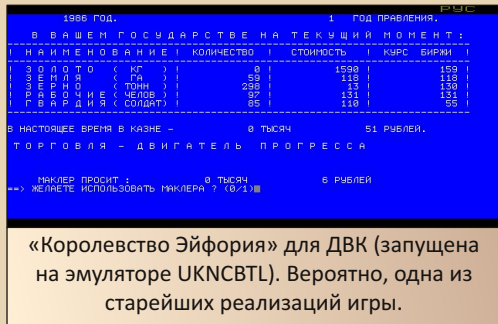 РУС
1986 ГОД. 1 ГОД ПРАВЛЕНИЯ.
В ВАШЕМ ГОСУДАРСТВЕ НА ТЕКУЩИЙ МОМЕНТ :
! НАИМЕНОВАНИЕ ! КОЛИЧЕСТВО ! СТОИМОСТЬ ! КУРС БИРЖИ !
! ЗОЛОТО ( КГ ) ! 0! 1590 ! 159 !
! ЗЕМЛЯ ( ГА ) ! 59 ! 118 ! 118 !
! ЗЕРНО ( ТОНН ) ! 298 ! 13 ! 130 !
! РАБОЧИЕ ( ЧЕЛОВ ) ! 97 ! 131 ! 131 !
! ГВАРДИЯ ( СОЛДАТ) ! 85 ! 110 ! 55 !
В НАСТОЯЩЕЕ ВРЕМЯ В КАЗНЕ – 0 ТЫСЯЧ 51 РУБЛЕЙ.
ТОРГОВЛЯ – ДВИГАТЕЛЬ ПРОГРЕССА
МАКЛЕР ПРОСИТ : 0 ТЫСЯЧ 6 РУБЛЕЙ
==> ЖЕЛАЕТЕ ИСПОЛЬЗОВАТЬ МАКЛЕРА ? (0/1)
«Королевство Эйфория» для ДВК (запущена
на эмуляторе UKNCBTL). Вероятно, одна из
старейших реализаций игры.